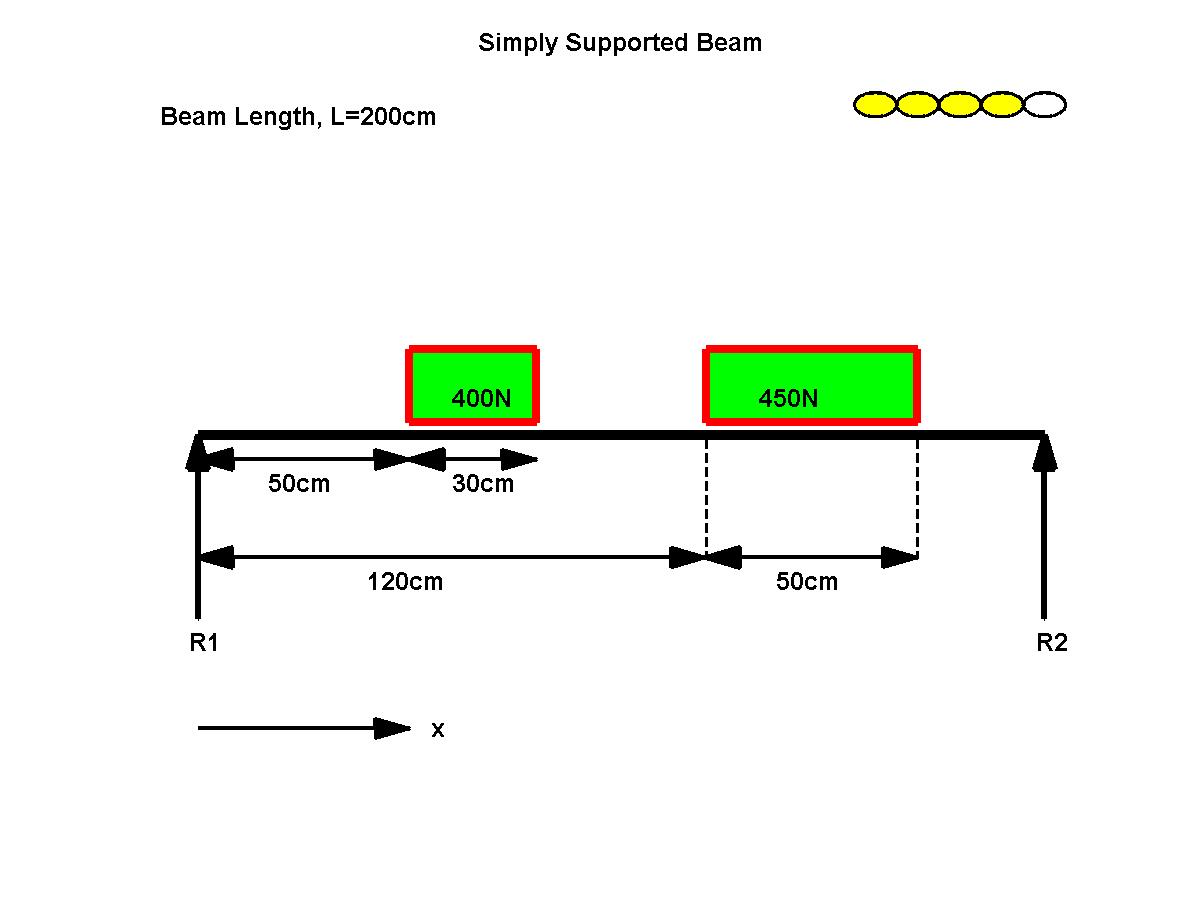 Simply Supported Beam
Beam Length, L=200cm
400N
450N
50cm
30cm
120cm
50cm
R1
R2
x